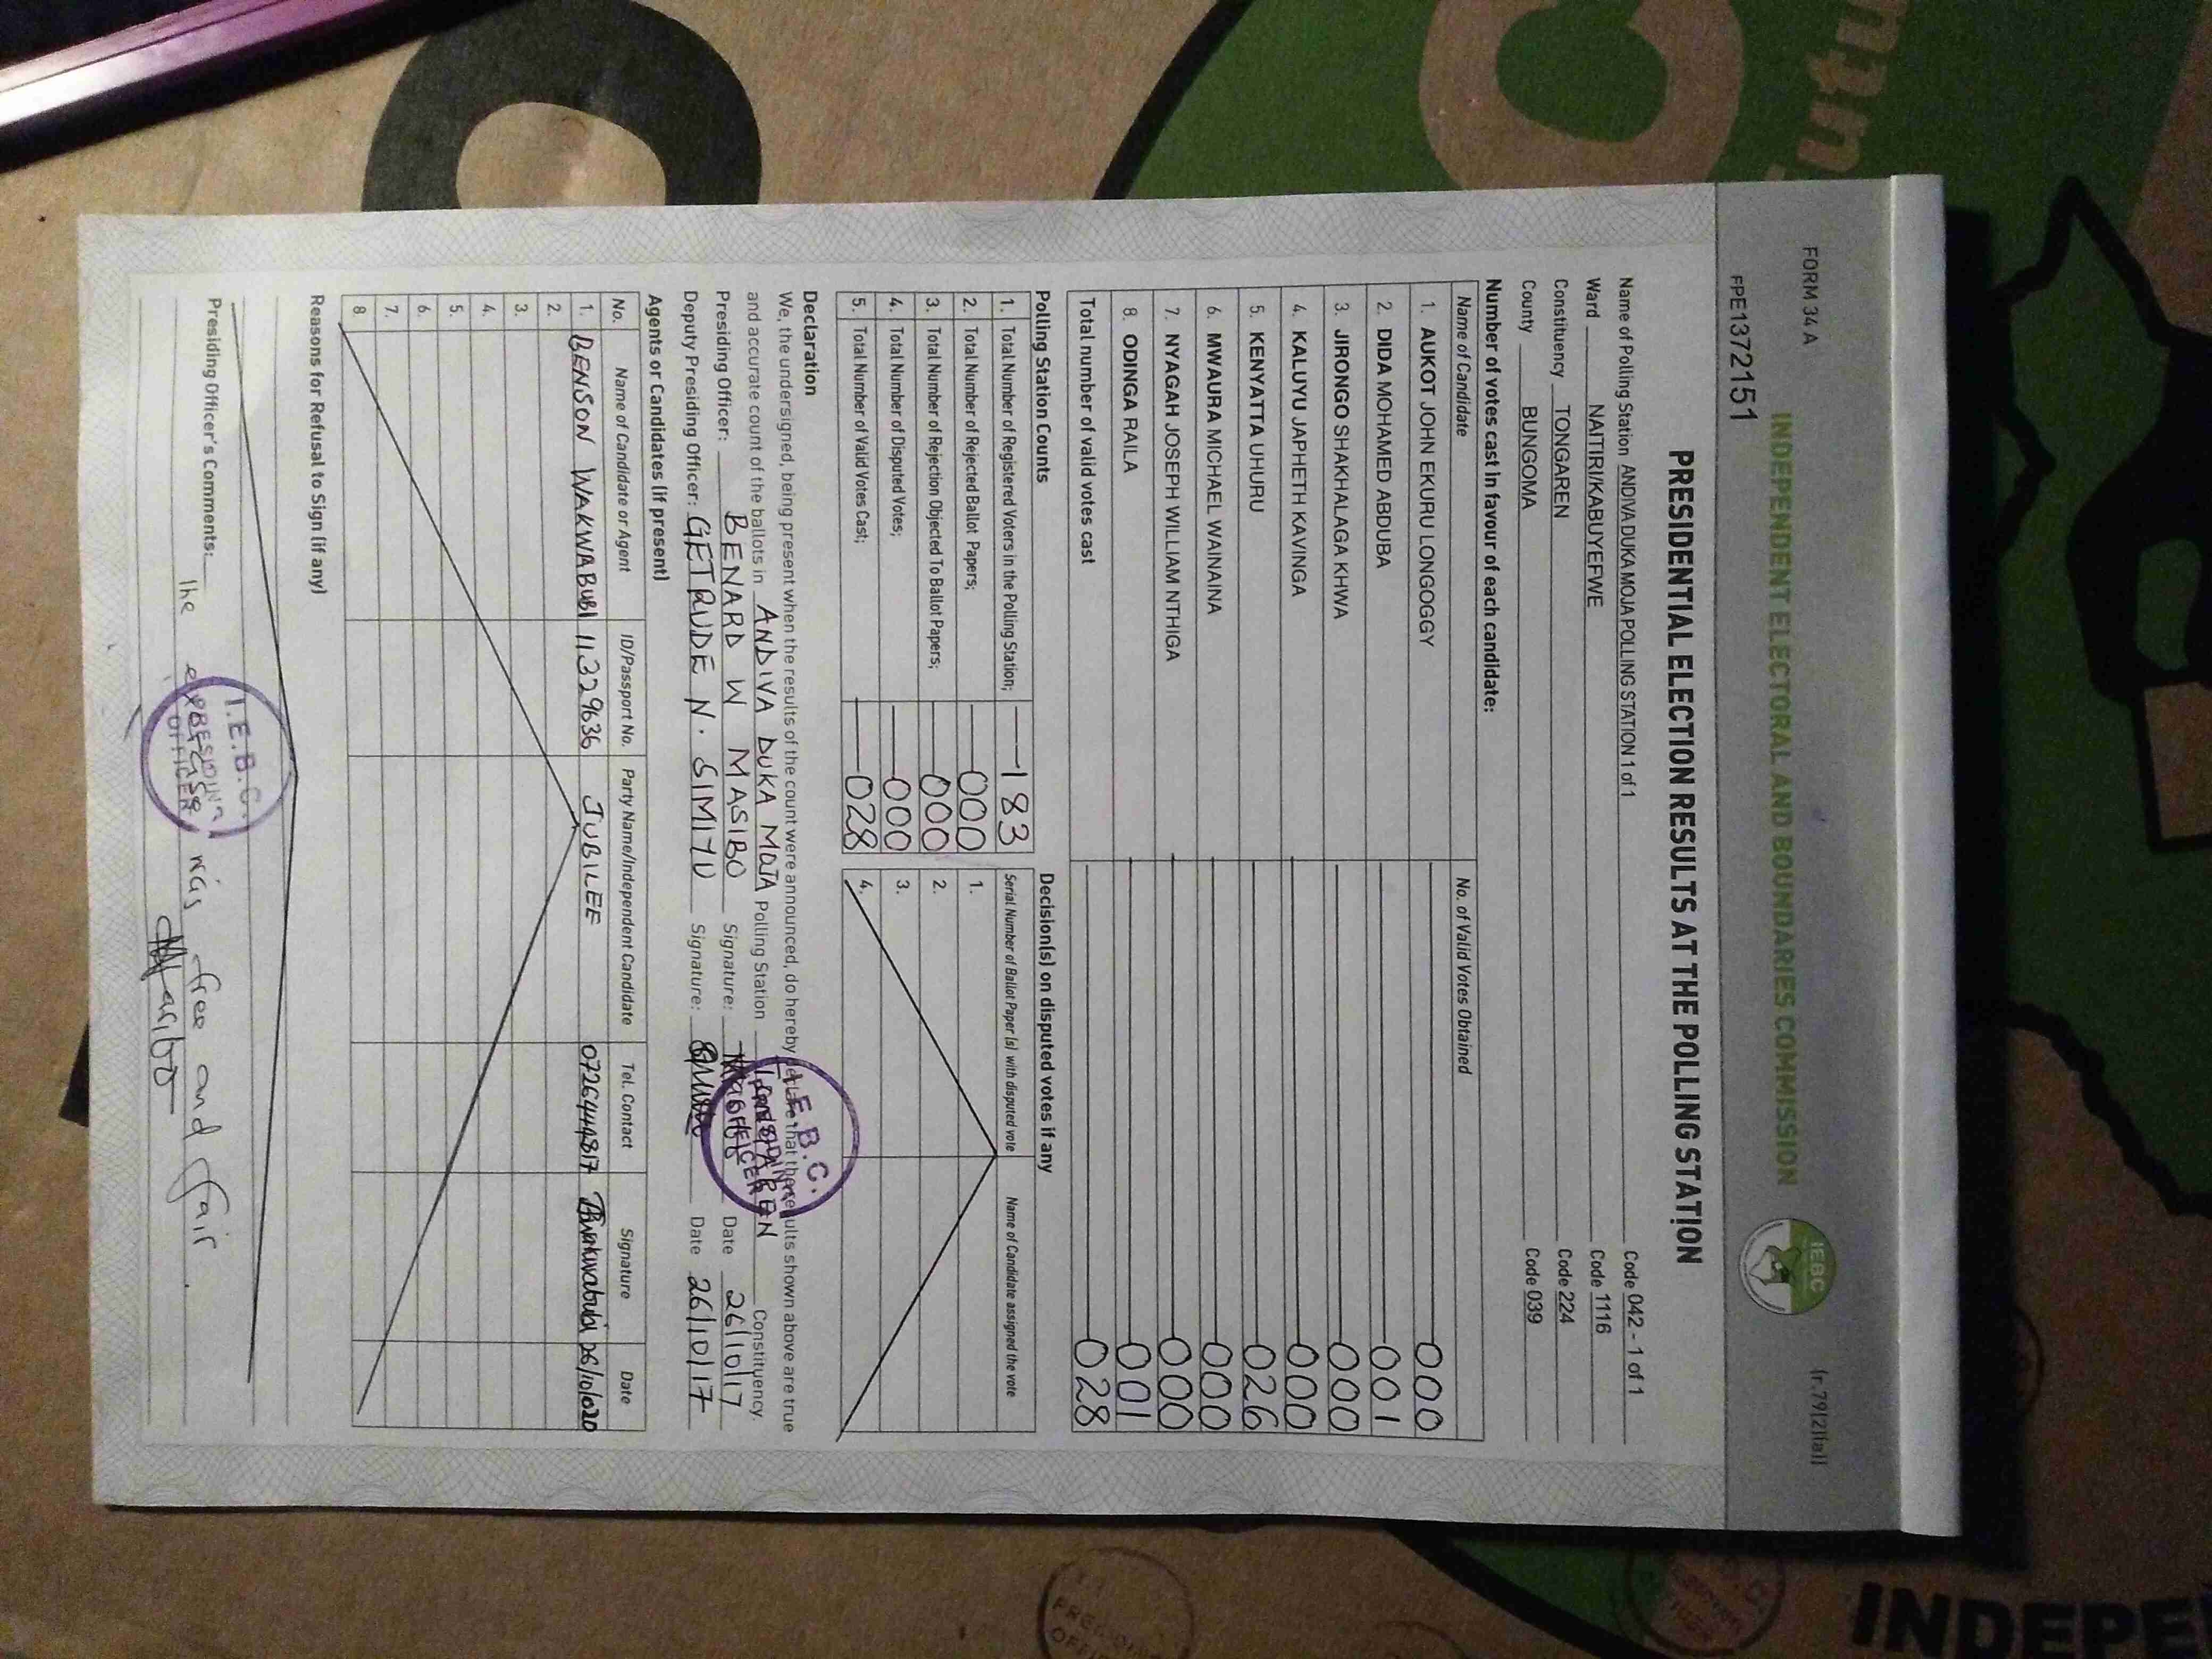 FORM 34 A
(r.79(2)(a))
INDEPENDENT ELECTORAL AND BOUNDARIES COMMISSION
IEBC
FPE1372151
PRESIDENTIAL ELECTION RESULTS AT THE POLLING STATION
Name of Polling Station ANDIVA DUKA MOJA POLLING STATION 1 of 1 Code 042 - 1 of 1
Ward NAITIRI/KABUYEFWE Code 1116
Constituency TONGAREN Code 224
County BUNGOMA Code 039
Number of votes cast in favour of each candidate:
Name of Candidate No. of Valid Votes Obtained
1. AUKOT JOHN EKURU LONGOGGY 000
2. DIDA MOHAMED ABDUBA 001
3. JIRONGO SHAKHALAGA KHWA 000
4. KALUYU JAPHETH KAVINGA 000
5. KENYATTA UHURU 026
6. MWAURA MICHAEL WAINAINA 000
7. NYAGAH JOSEPH WILLIAM NTHIGA 000
8. ODINGA RAILA 001
Total number of valid votes cast 028
Polling Station Counts
1. Total Number of Registered Voters in the Polling Station; 183
2. Total Number of Rejected Ballot Papers; 000
3. Total Number of Rejection Objected To Ballot Papers; 000
4. Total Number of Disputed Votes; 000
5. Total Number of Valid Votes Cast; 028
Decision(s) on disputed votes if any
Serial Number of Ballot Paper (s) with disputed vote Name of Candidate assigned the vote
1.
2.
3.
4.
Declaration
We, the undersigned, being present when the results of the count were announced, do hereby declare that the results shown above are true
and accurate count of the ballots in ANDIVA DUKA MOJA Polling Station TONGAREN Constituency.
Presiding Officer: BENARD W MASIBO Signature: Date 26/10/17
Deputy Presiding Officer: GETRUDE N. SIMIYU Signature: Date 26/10/17
I.E.B.C.
PRESIDING
OFFICER
Agents or Candidates (if present)
No. Name of Candidate or Agent ID/Passport No. Party Name/Independent Candidate Tel. Contact Signature Date
1. BENSON WAKWABUBI 11329636 JUBILEE 0726444817 Bwakwabubi 26/10/020
2.
3.
4.
5.
6.
7.
8.
Reasons for Refusal to Sign (if any)
Presiding Officer's Comments:
The exercise was free and fair.
Masibo
I.E.B.C.
PRESIDING
OFFICER
INDEPE